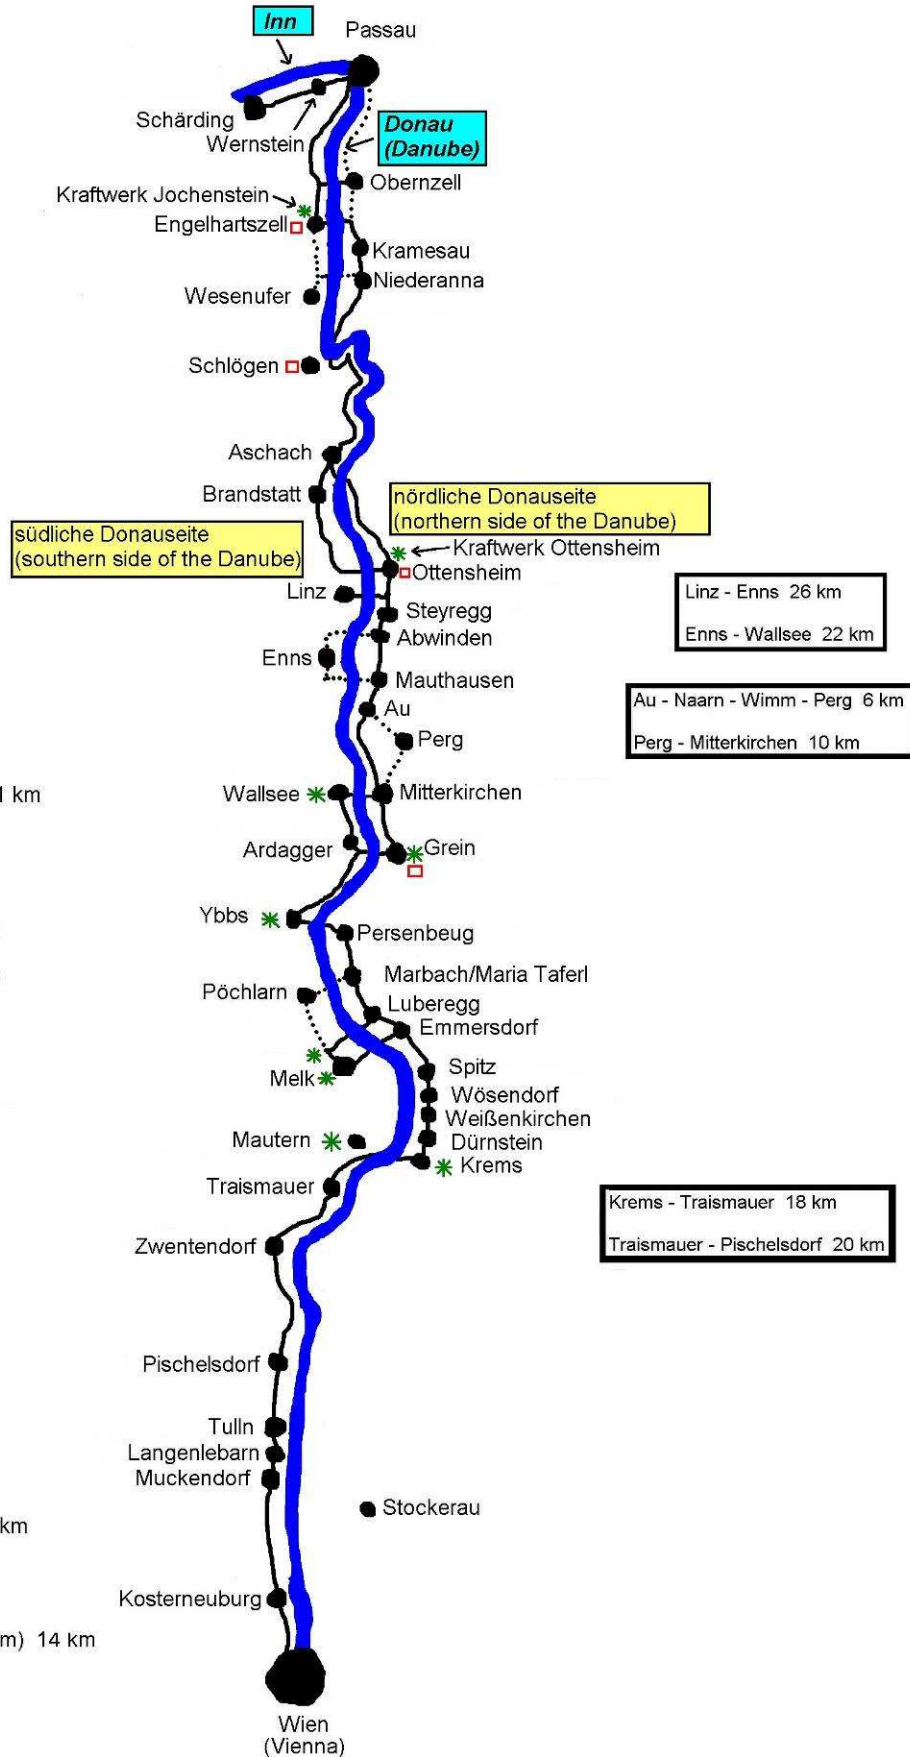 Inn
Passau
Schärding
Wernstein
Donau
(Danube)
Kraftwerk Jochenstein
Obernzell
Engelhartszell
Kramesau
Niederanna
Wesenufer
Schlögen
Aschach
Brandstatt
nördliche Donauseite
(northern side of the Danube)
südliche Donauseite
(southern side of the Danube)
Kraftwerk Ottensheim
Ottensheim
Linz
Linz - Enns 26 km
Enns - Wallsee 22 km
Steyregg
Abwinden
Enns
Mauthausen
Au
Au - Naarn - Wimm - Perg 6 km
Perg - Mitterkirchen 10 km
Perg
km
Wallsee
Mitterkirchen
Ardagger
Grein
Ybbs
Persenbeug
Marbach/Maria Taferl
Pöchlarn
Luberegg
Emmersdorf
Melk
Spitz
Wösendorf
Weißenkirchen
Mautern
Dürnstein
Krems
Traismauer
Krems - Traismauer 18 km
Traismauer - Pischelsdorf 20 km
Zwentendorf
Pischelsdorf
Tulln
Langenlebarn
Muckendorf
Stockerau
km
Kosterneuburg
m) 14 km
Wien
(Vienna)